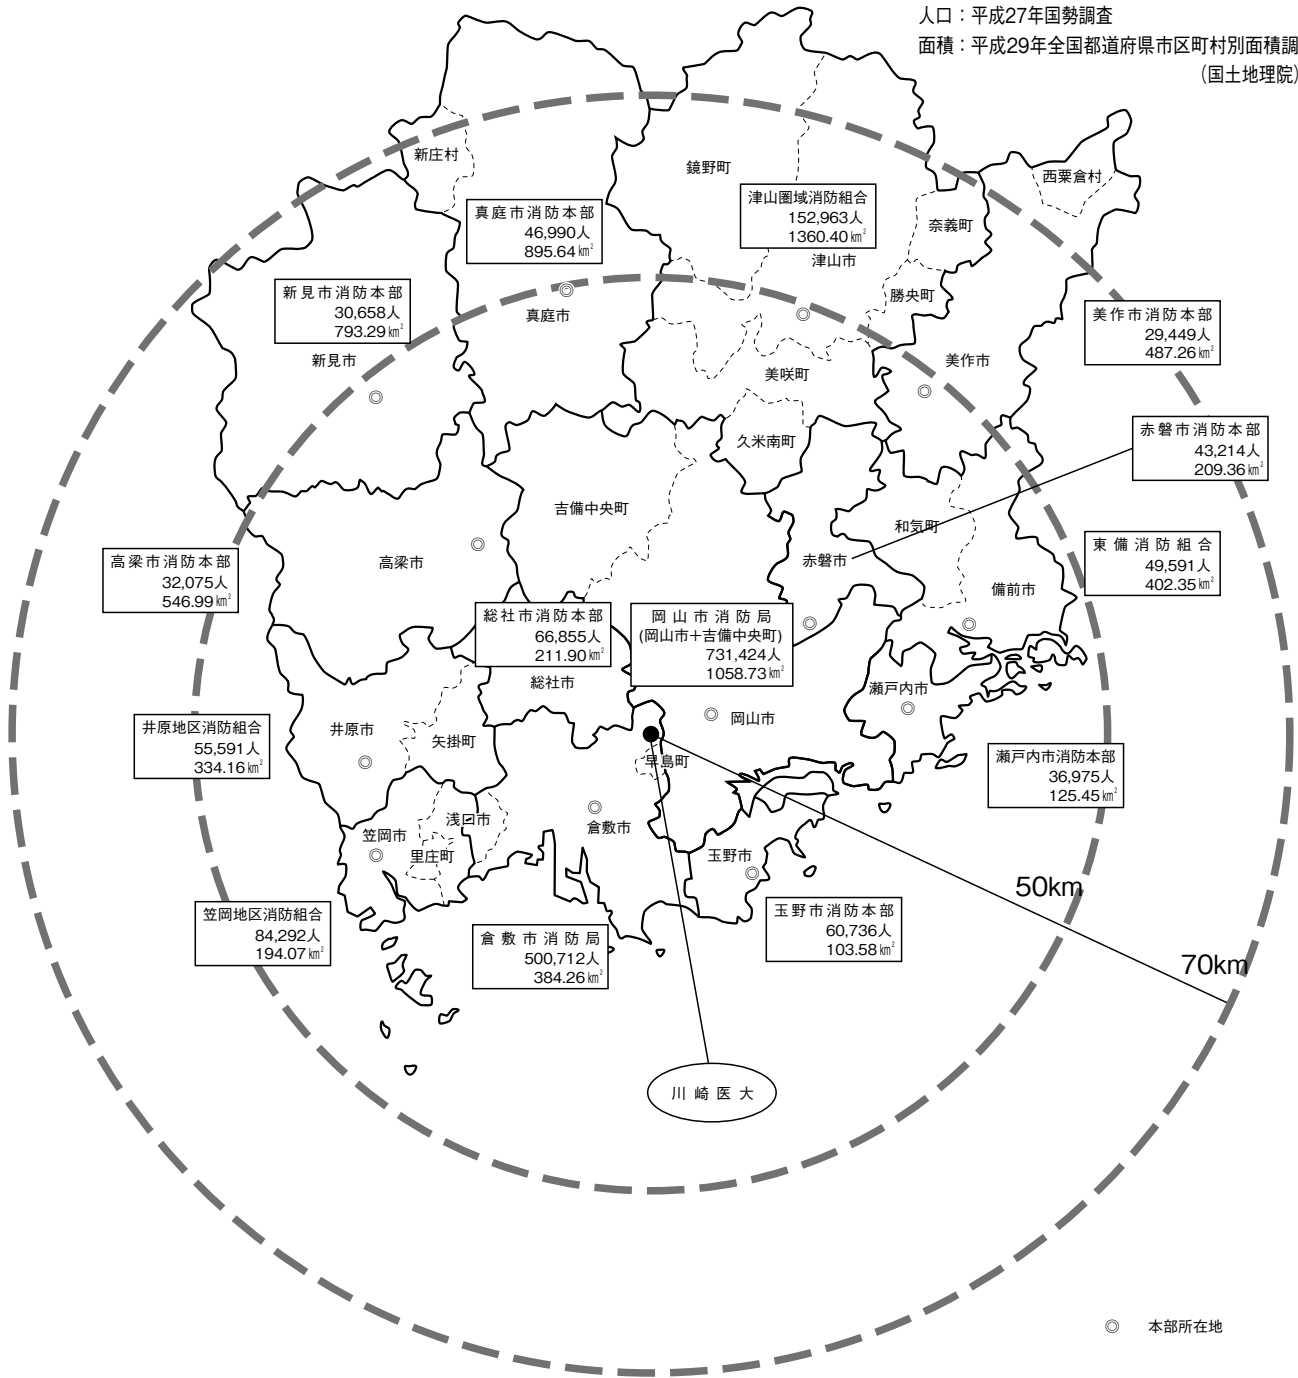 人口：平成27年国勢調査
面積：平成29年全国都道府県市区町村別面積調
（国土地理院）
新庄村
鏡野町
西粟倉村
真庭市消防本部
46,990人
895.64㎢
津山圏域消防組合
152,963人
1360.40㎢
奈義町
津山市
新見市消防本部
30,658人
793.29㎢
新見市
真庭市
勝央町
美作市消防本部
29,449人
487.26㎢
美作市
美咲町
久米南町
赤磐市消防本部
43,214人
209.36㎢
吉備中央町
和気町
高梁市
赤磐市
東備消防組合
49,591人
402.35㎢
備前市
高梁市消防本部
32,075人
546.99㎢
総社市消防本部
66,855人
211.90㎢
総社市
岡山市消防局
(岡山市＋吉備中央町)
731,424人
1058.73㎢
瀬戸内市
岡山市
井原地区消防組合
55,591人
334.16㎢
井原市
矢掛町
早島町
瀬戸内市消防本部
36,975人
125.45㎢
浅口市
笠岡市
里庄町
倉敷市
玉野市
50km
笠岡地区消防組合
84,292人
194.07㎢
倉敷市消防局
500,712人
384.26㎢
玉野市消防本部
60,736人
103.58㎢
70km
川崎医大
◎ 本部所在地